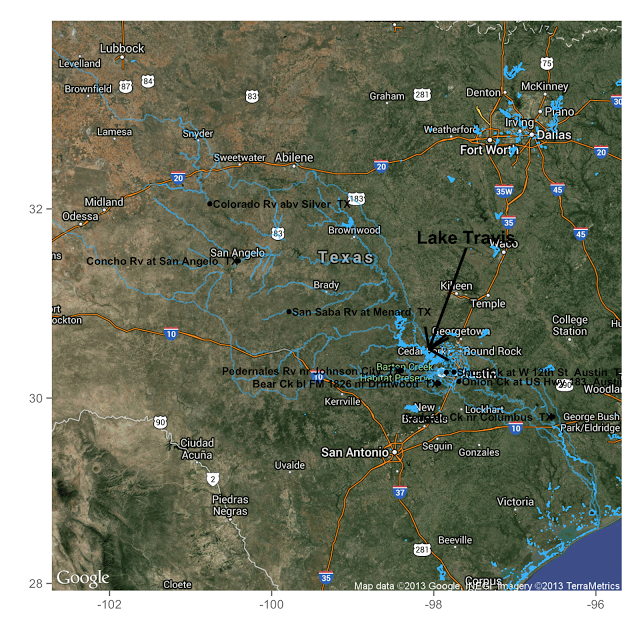 Lubbock
Levelland
75
84
87
Brownfield
83
Graham
281
Denton
McKinney
30
Plano
Irving
Lamesa
Snyder
Weatherford
Dallas
Fort Worth
Sweetwater
Abilene
20
20
20
35W
45
Midland
183
32
Colorado Rv abv Silver TX
Odessa
35
45
83
Brownwood
Lake Travis
Waco
San Angelo
Texas
Concho Rv at San Angelo TX
Brady
Killeen
Temple
San Saba Rv at Menard TX
College
Station
10
Georgetown
Cedar Park
Round Rock
Barton Creek
Habitat Preserve
Pedernales Rv nr Johnson City
10
Ck at W 12th St Austin
Bear Ck bl FM 1826 nr Driftwood TX
Onion Ck at US Hwy 183, Austin
30
Kerrville
New
Braunfels
Lockhart
Ck nr Columbus TX
George Bush
Park/Eldridge
90
10
Ciudad
Acuña
San Antonio
Seguin
Gonzales
Uvalde
2
37
Piedras
Negras
Victoria
Beeville
281
35
28
Cloete
Corpus
Google
Map data ©2013 Google, INEGI Imagery ©2013 TerraMetrics
-102
-100
-98
-96